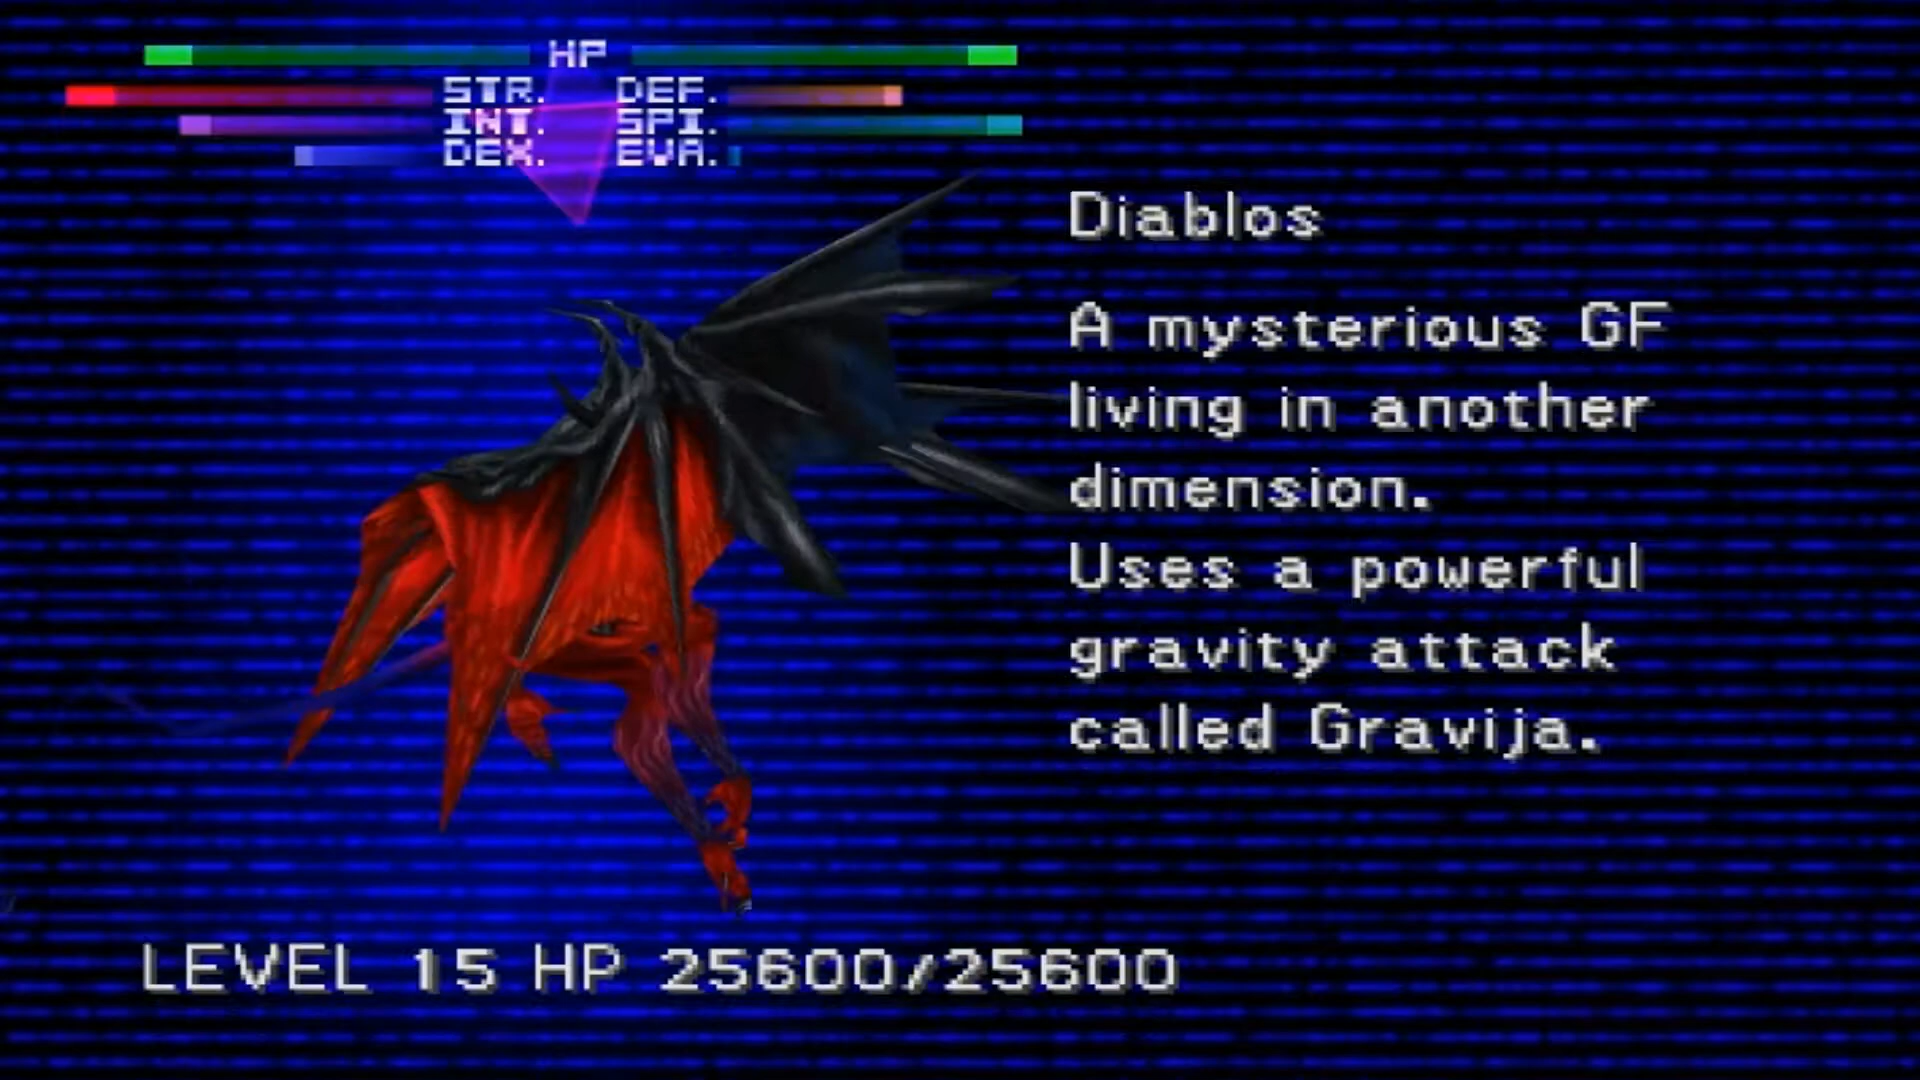 HP
STR. DEF.
INT. SPI.
DEX. EVA.
Diablos
A mysterious GF
living in another
dimension.
Uses a powerful
gravity attack
called Gravija.
LEVEL 15 HP 25600/25600